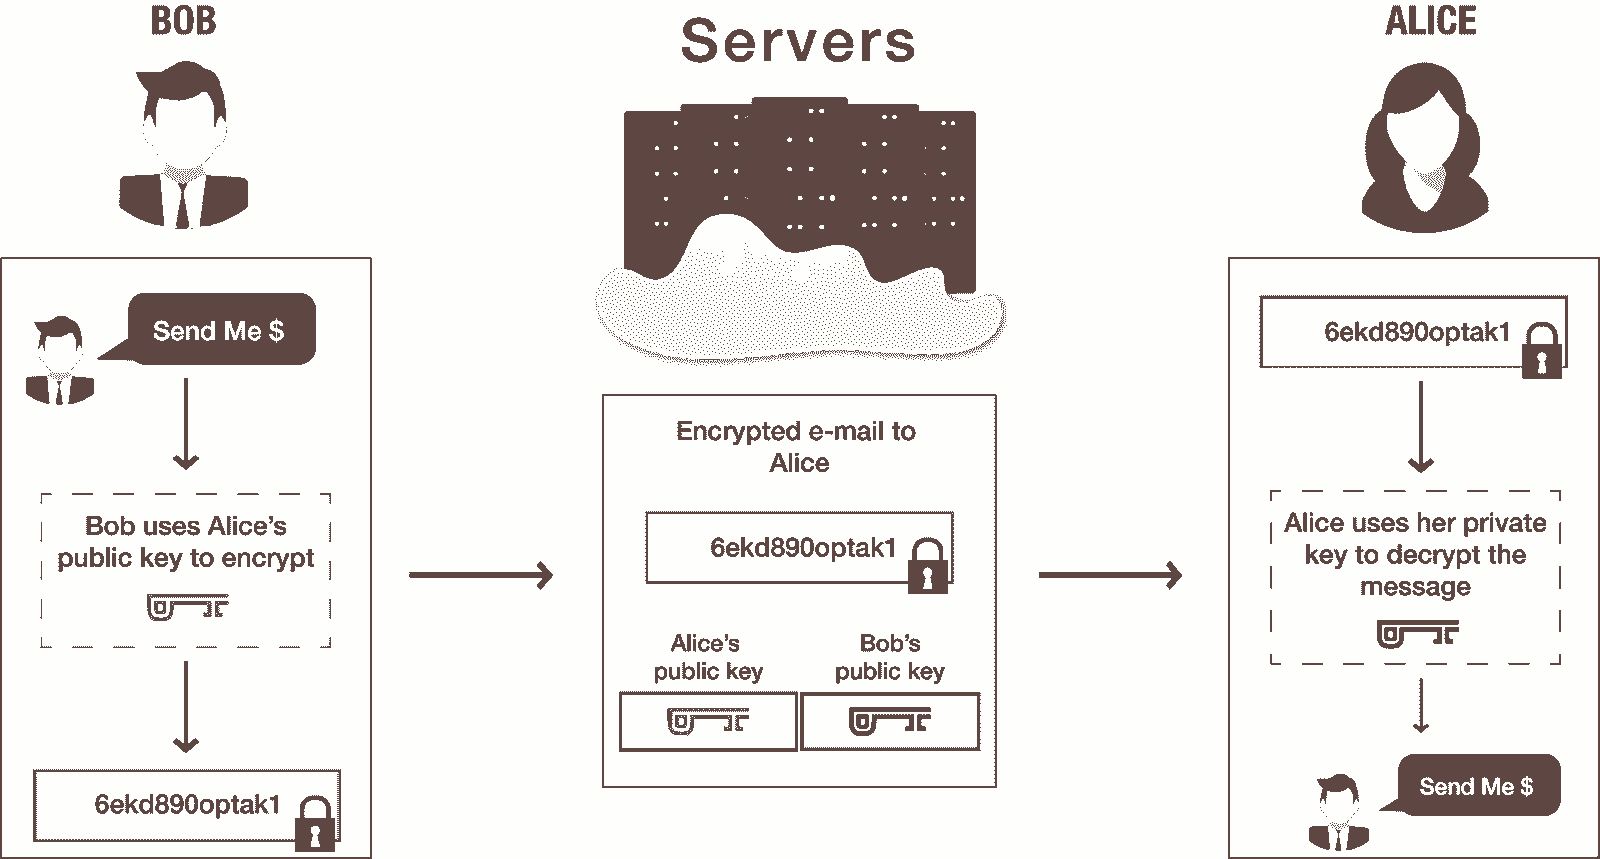 BOB
Send Me $
Bob uses Alice's
public key to encrypt
6ekd890optak1
Servers
Encrypted e-mail to
Alice
6ekd890optak1
Alice's
public key
Bob's
public key
ALICE
6ekd890optak1
Alice uses her private
key to decrypt the
message
Send Me $